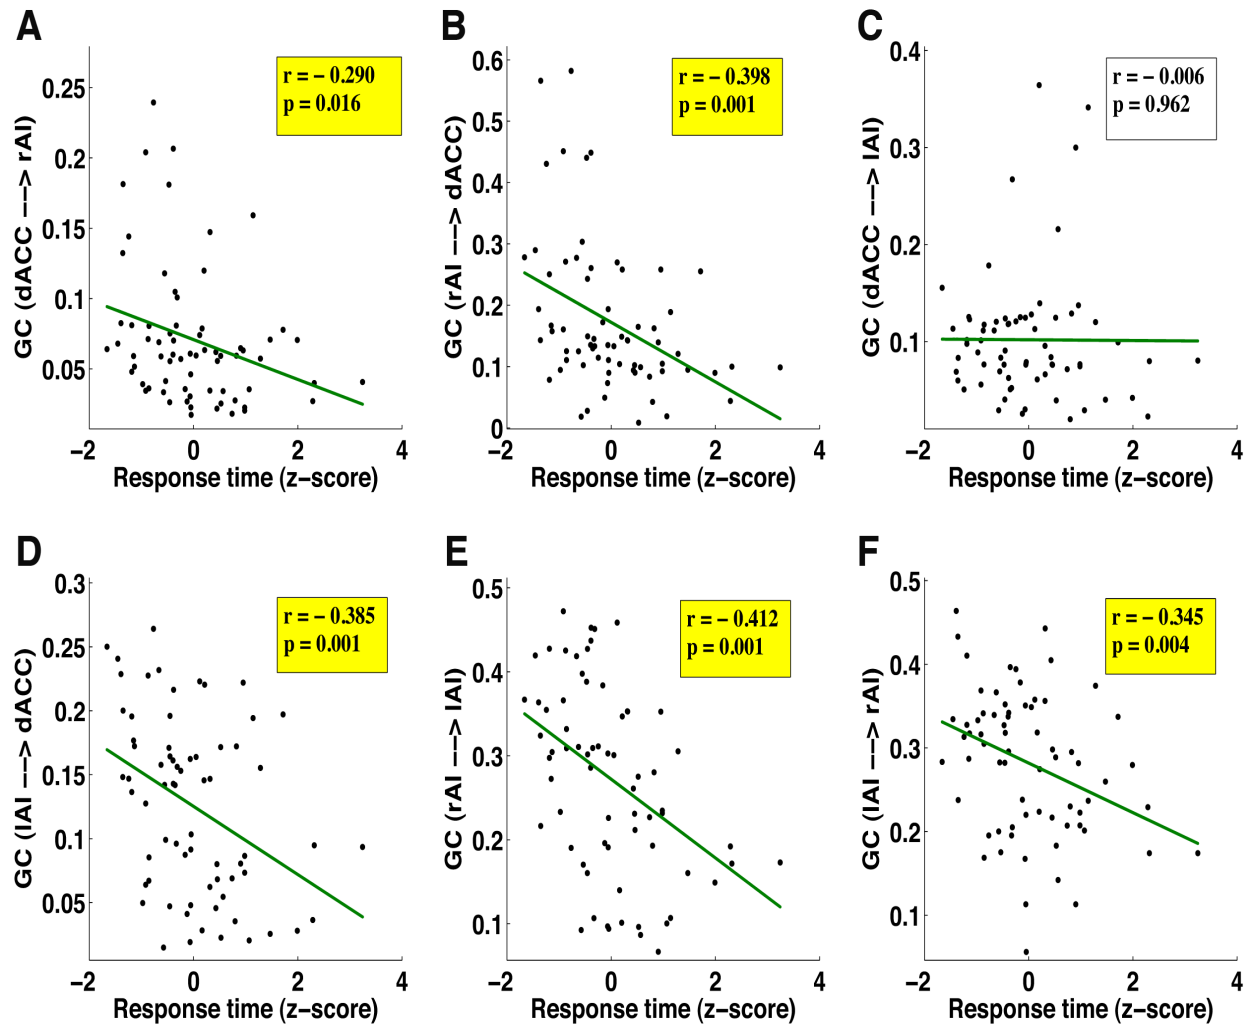 A
GC (dACC −−> rAI)
0.25
0.2
0.15
0.1
0.05
r = − 0.290
p = 0.016
−2
0
2
4
Response time (z−score)
B
GC (rAI −−> dACC)
0.6
0.5
0.4
0.3
0.2
0.1
0
r = − 0.398
p = 0.001
−2
0
2
4
Response time (z−score)
C
GC (dACC −−> lAI)
0.4
0.3
0.2
0.1
r = − 0.006
p = 0.962
−2
0
2
4
Response time (z−score)
D
GC (lAI −−> dACC)
0.3
0.25
0.2
0.15
0.1
0.05
r = − 0.385
p = 0.001
−2
0
2
4
Response time (z−score)
E
GC (rAI −−> lAI)
0.5
0.4
0.3
0.2
0.1
r = − 0.412
p = 0.001
−2
0
2
4
Response time (z−score)
F
GC (lAI −−> rAI)
0.5
0.4
0.3
0.2
0.1
r = − 0.345
p = 0.004
−2
0
2
4
Response time (z−score)